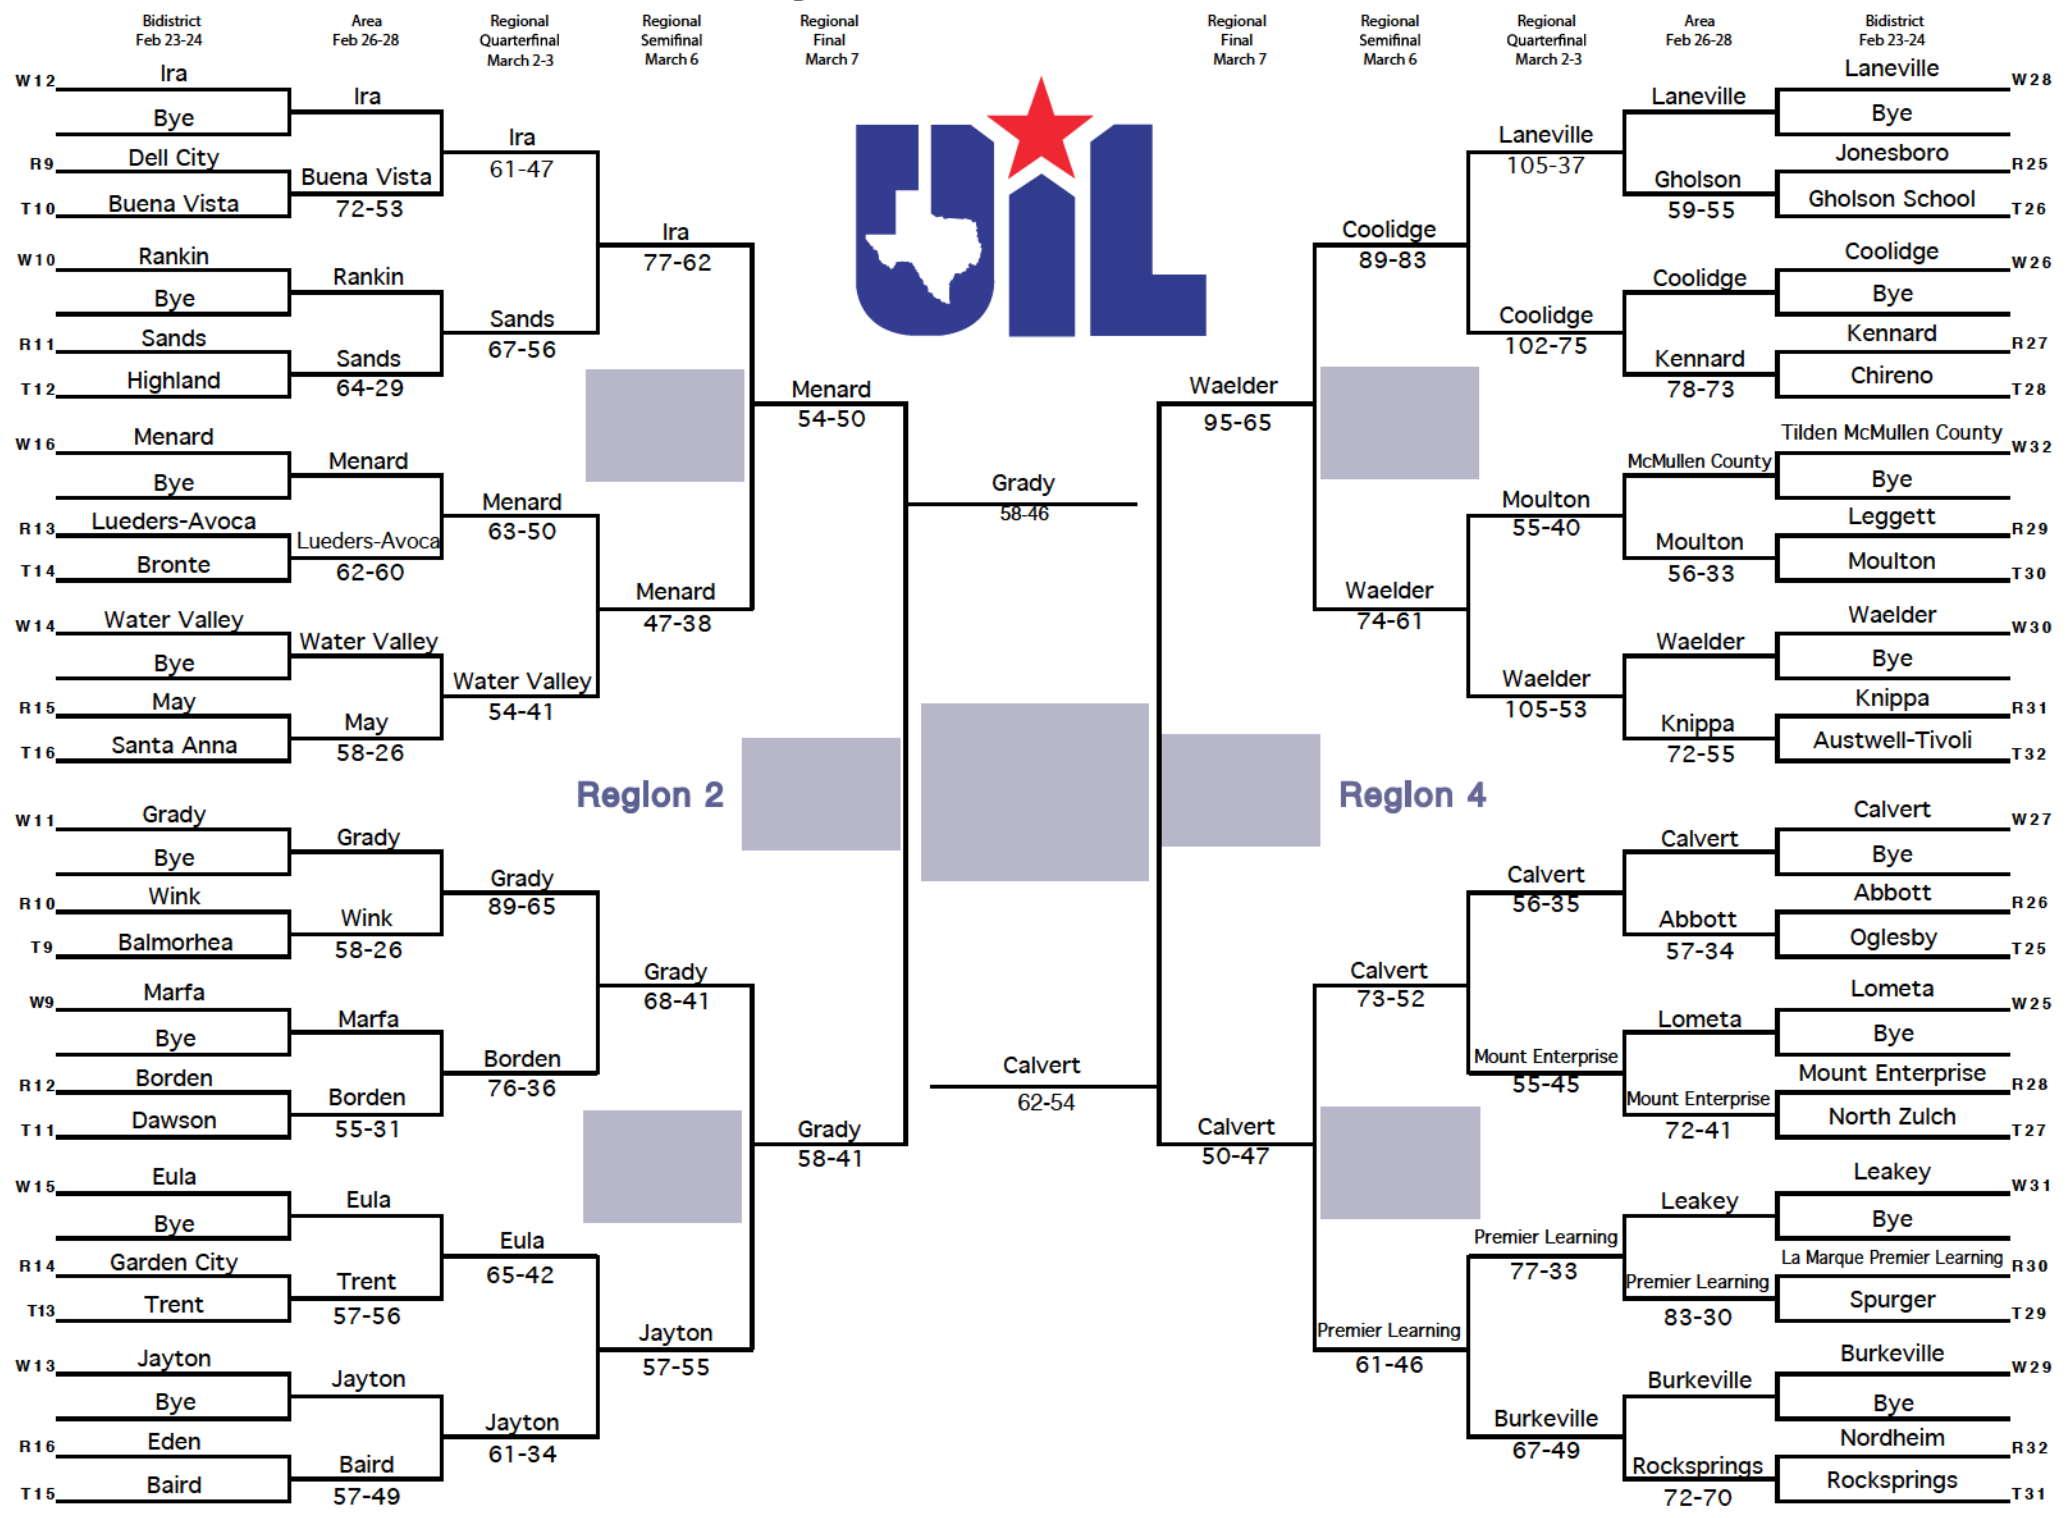 Bidistrict
Feb 23-24
Area
Feb 26-28
Regional
Quarterfinal
March 2-3
Regional
Semifinal
March 6
Regional
Final
March 7
Regional
Final
March 7
Regional
Semifinal
March 6
Regional
Quarterfinal
March 2-3
Area
Feb 26-28
Bidistrict
Feb 23-24
W12
Ira
Bye
R9
Dell City
T10
Buena Vista
W10
Rankin
Bye
R11
Sands
T12
Highland
W16
Menard
Bye
R13
Lueders-Avoca
T14
Bronte
W14
Water Valley
Bye
R15
May
T16
Santa Anna
W11
Grady
Bye
R10
Wink
T9
Balmorhea
W9
Marfa
Bye
R12
Borden
T11
Dawson
W15
Eula
Bye
R14
Garden City
T13
Trent
W13
Jayton
Bye
R16
Eden
T15
Baird
Ira
Buena Vista
72-53
Rankin
Sands
64-29
Menard
Lueders-Avoca
62-60
Water Valley
May
58-26
Grady
Wink
58-26
Marfa
Borden
55-31
Eula
Trent
57-56
Jayton
Baird
57-49
Ira
61-47
Sands
67-56
Menard
63-50
Water Valley
54-41
Grady
89-65
Borden
76-36
Eula
65-42
Jayton
61-34
Ira
77-62
Menard
47-38
Grady
68-41
Jayton
57-55
Menard
54-50
Grady
58-41
Region 2
UIL
Grady
58-46
Calvert
62-54
Region 4
Waelder
95-65
Calvert
50-47
Coolidge
89-83
Waelder
74-61
Calvert
73-52
Premier Learning
61-46
Laneville
105-37
Coolidge
102-75
Moulton
55-40
Waelder
105-53
Calvert
56-35
Mount Enterprise
55-45
Premier Learning
77-33
Burkeville
67-49
Laneville
Gholson
59-55
Coolidge
Kennard
78-73
McMullen County
Moulton
56-33
Waelder
Knippa
72-55
Calvert
Abbott
57-34
Lometa
Mount Enterprise
72-41
Leakey
Premier Learning
83-30
Burkeville
Rocksprings
72-70
Laneville
W28
Bye
Jonesboro
R25
Gholson School
T26
Coolidge
W26
Bye
Kennard
R27
Chireno
T28
Tilden McMullen County
W32
Bye
Leggett
R29
Moulton
T30
Waelder
W30
Bye
Knippa
R31
Austwell-Tivoli
T32
Calvert
W27
Bye
Abbott
R26
Oglesby
T25
Lometa
W25
Bye
Mount Enterprise
R28
North Zulch
T27
Leakey
W31
Bye
La Marque Premier Learning
R30
Spurger
T29
Burkeville
W29
Bye
Nordheim
R32
Rocksprings
T31